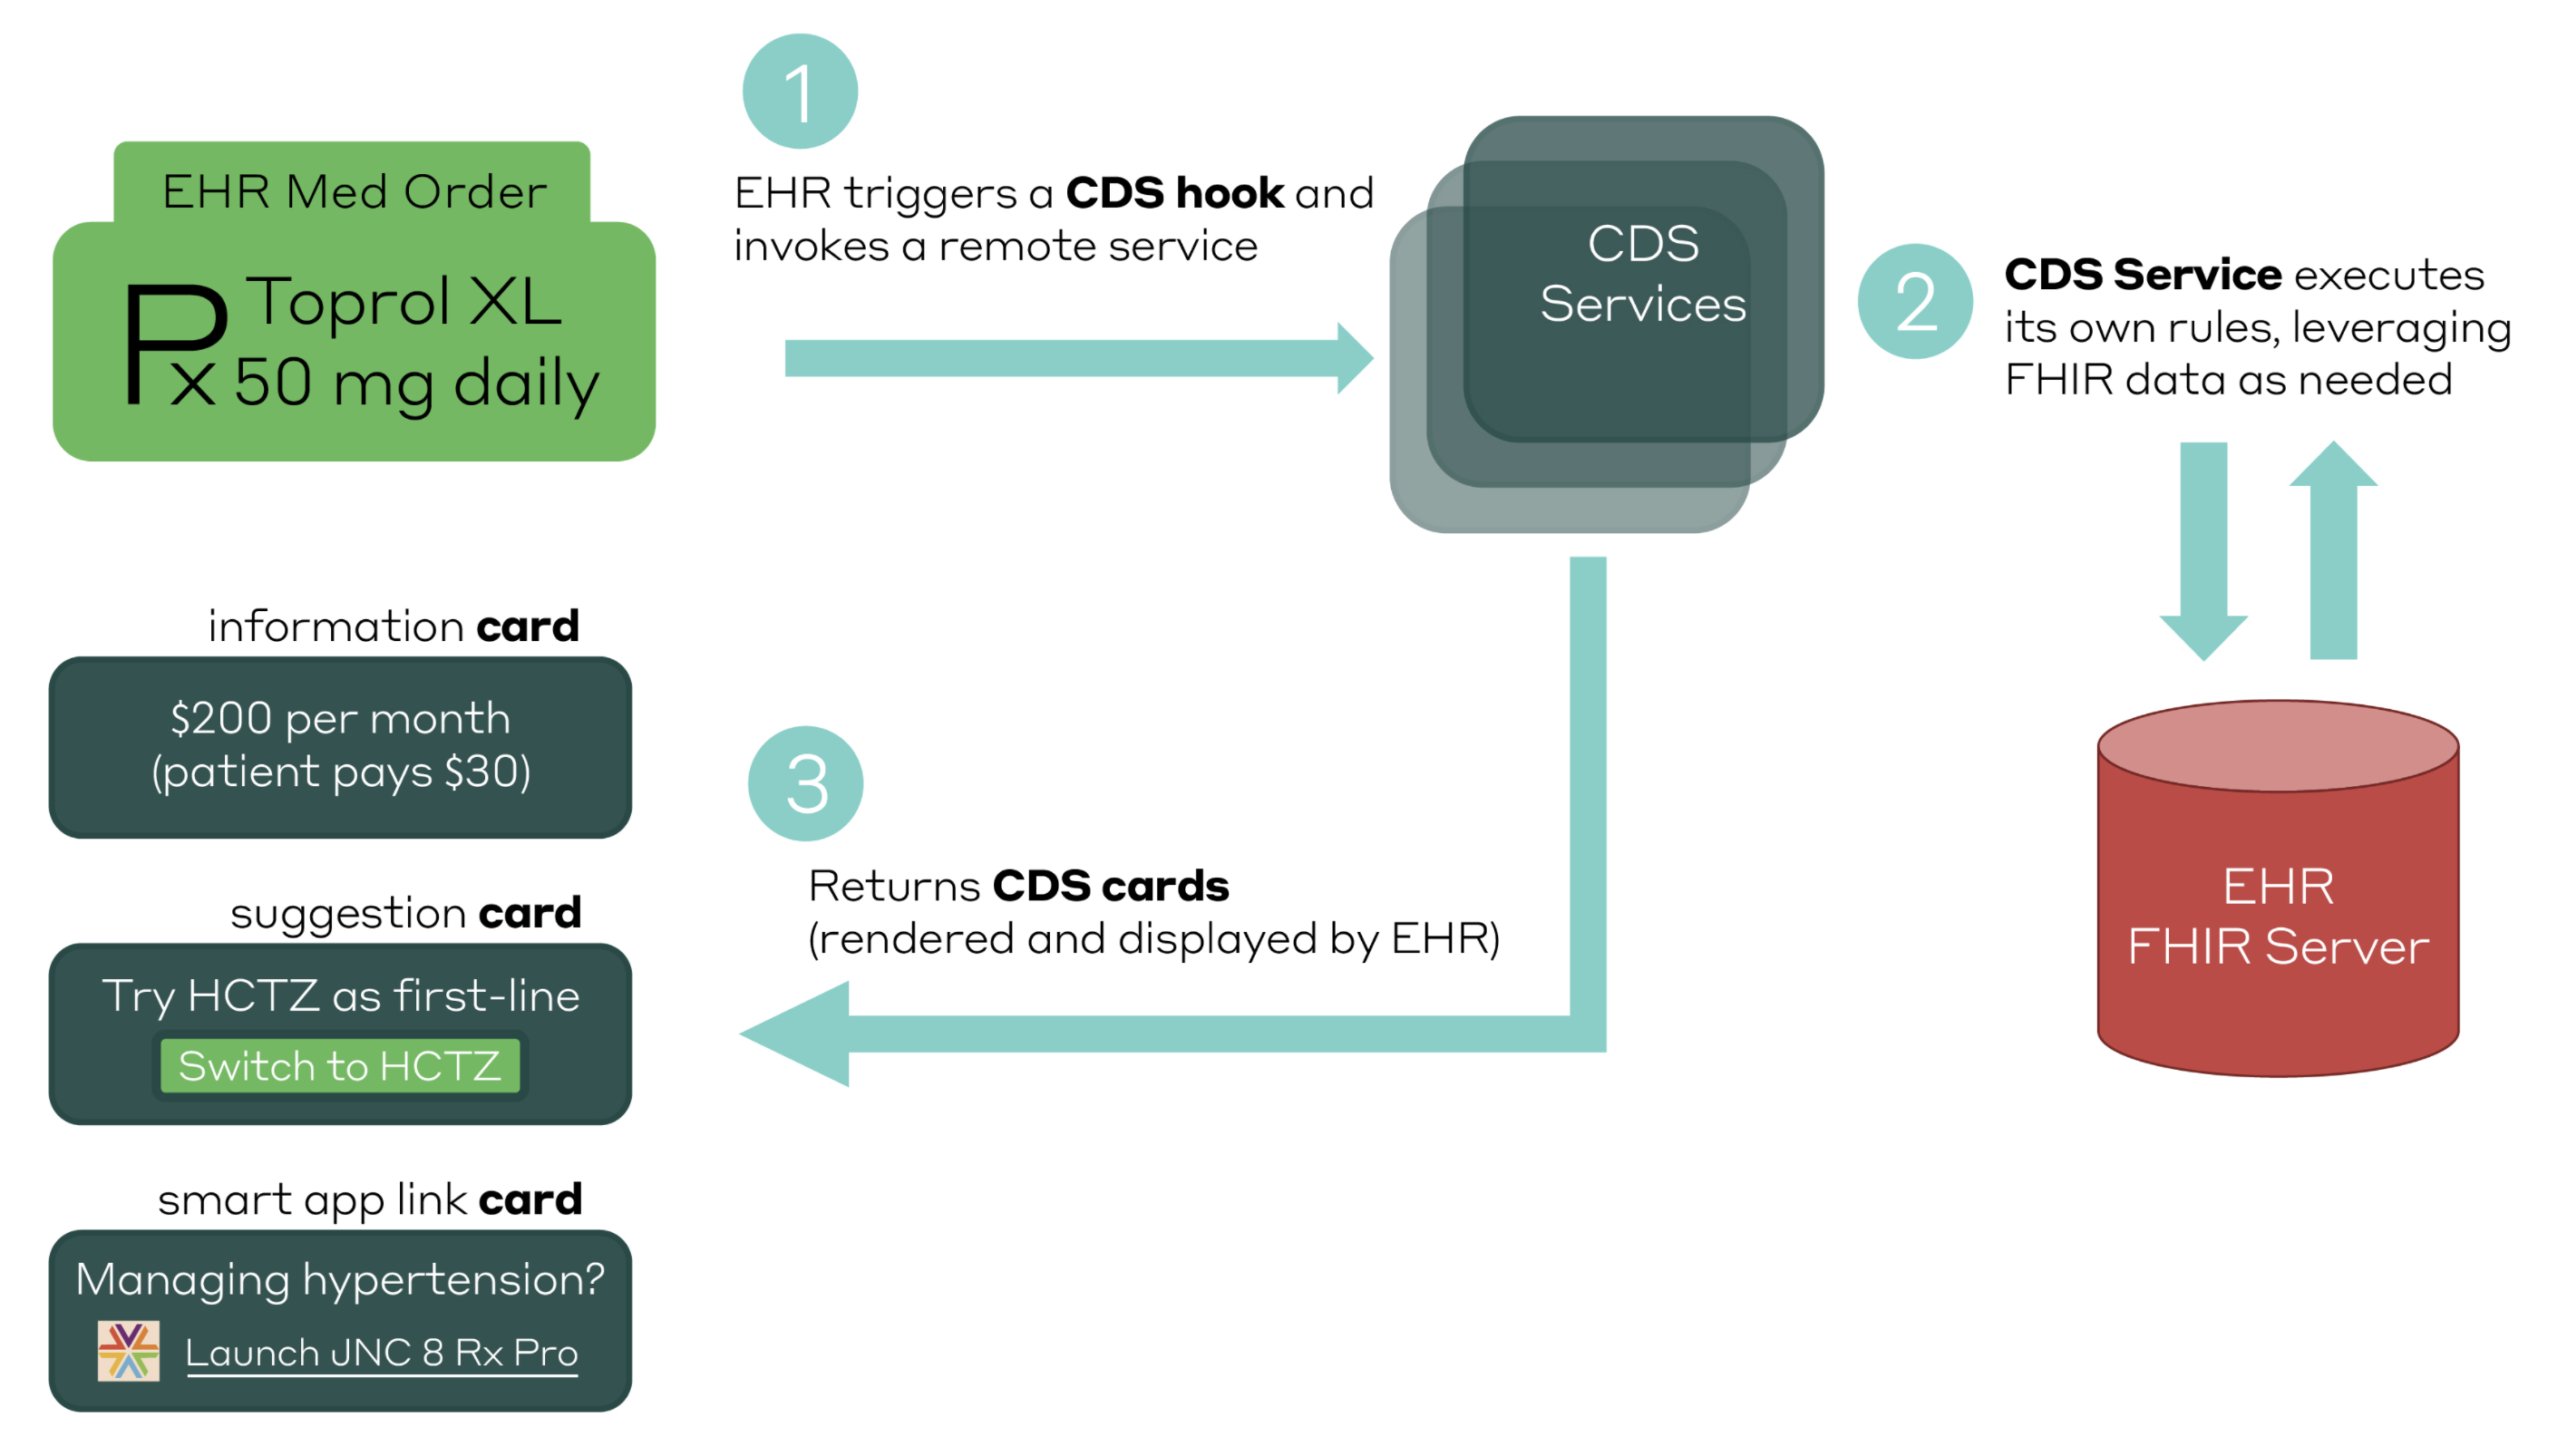 EHR Med Order
Rx Toprol XL
50 mg daily
1
EHR triggers a CDS hook and
invokes a remote service
CDS
Services
2
CDS Service executes
its own rules, leveraging
FHIR data as needed
EHR
FHIR Server
3
Returns CDS cards
(rendered and displayed by EHR)
information card
$200 per month
(patient pays $30)
suggestion card
Try HCTZ as first-line
Switch to HCTZ
smart app link card
Managing hypertension?
Launch JNC 8 Rx Pro